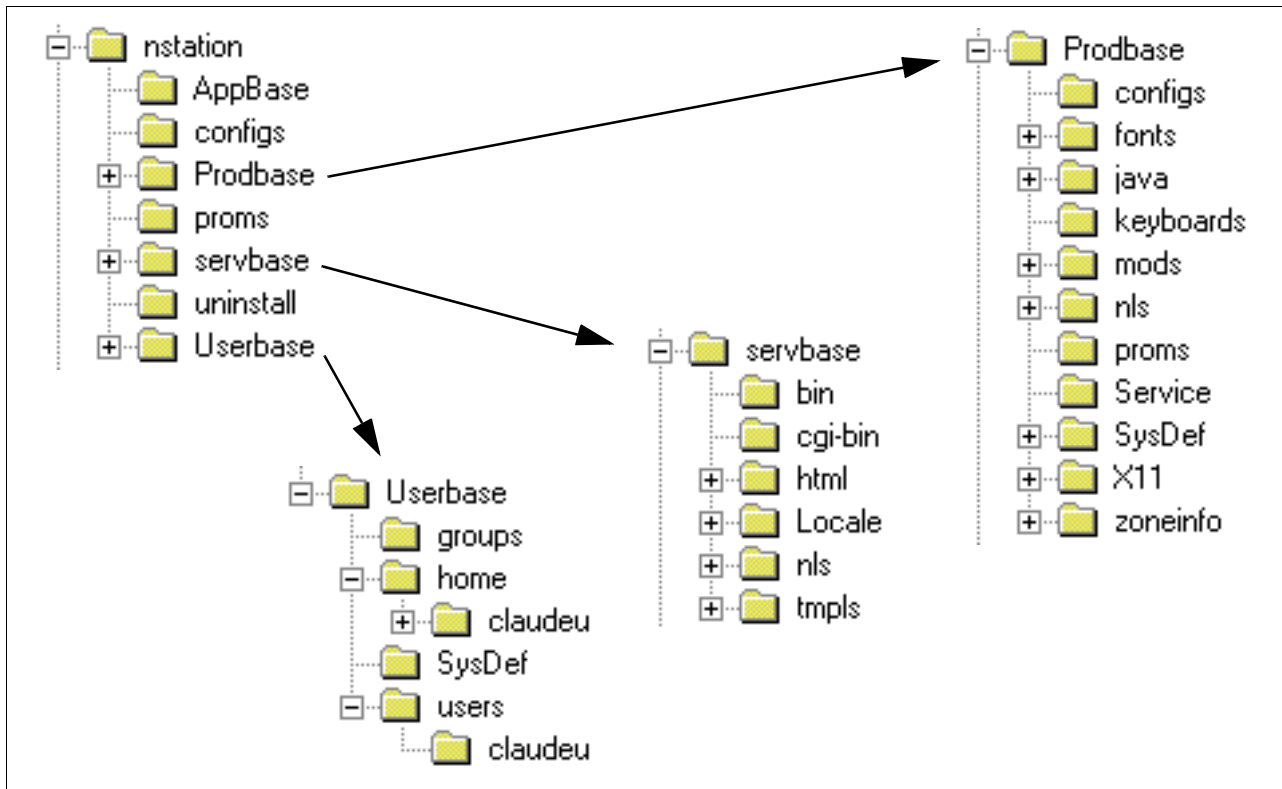 nstation
AppBase
configs
Prodbase
proms
servbase
uninstall
Userbase
Userbase
groups
home
claudeu
SysDef
users
claudeu
servbase
bin
cgi-bin
html
Locale
nls
tmpls
Prodbase
configs
fonts
java
keyboards
mods
nls
proms
Service
SysDef
X11
zoneinfo